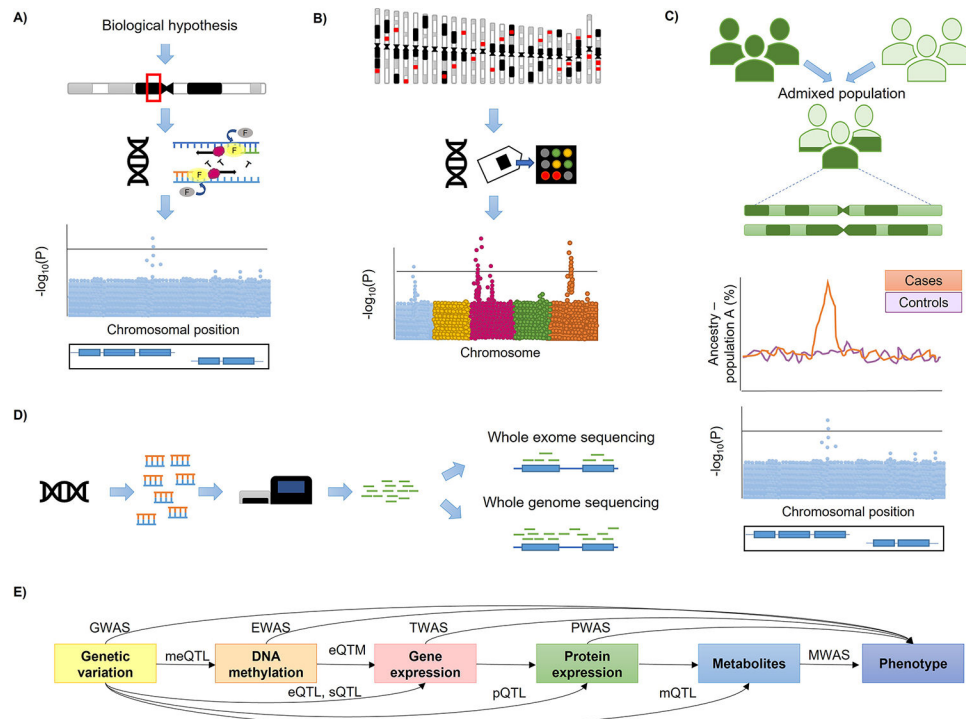 A)
Biological hypothesis
F
F
F
F
-log10(P)
Chromosomal position
B)
-log10(P)
Chromosome
C)
Admixed population
Cases
Controls
Ancestry –
population A (%)
-log10(P)
Chromosomal position
D)
Whole exome sequencing
Whole genome sequencing
E)
GWAS
EWAS
TWAS
PWAS
Genetic
variation
meQTL
DNA
methylation
eQTM
Gene
expression
Protein
expression
Metabolites
MWAS
Phenotype
eQTL, sQTL
pQTL
mQTL